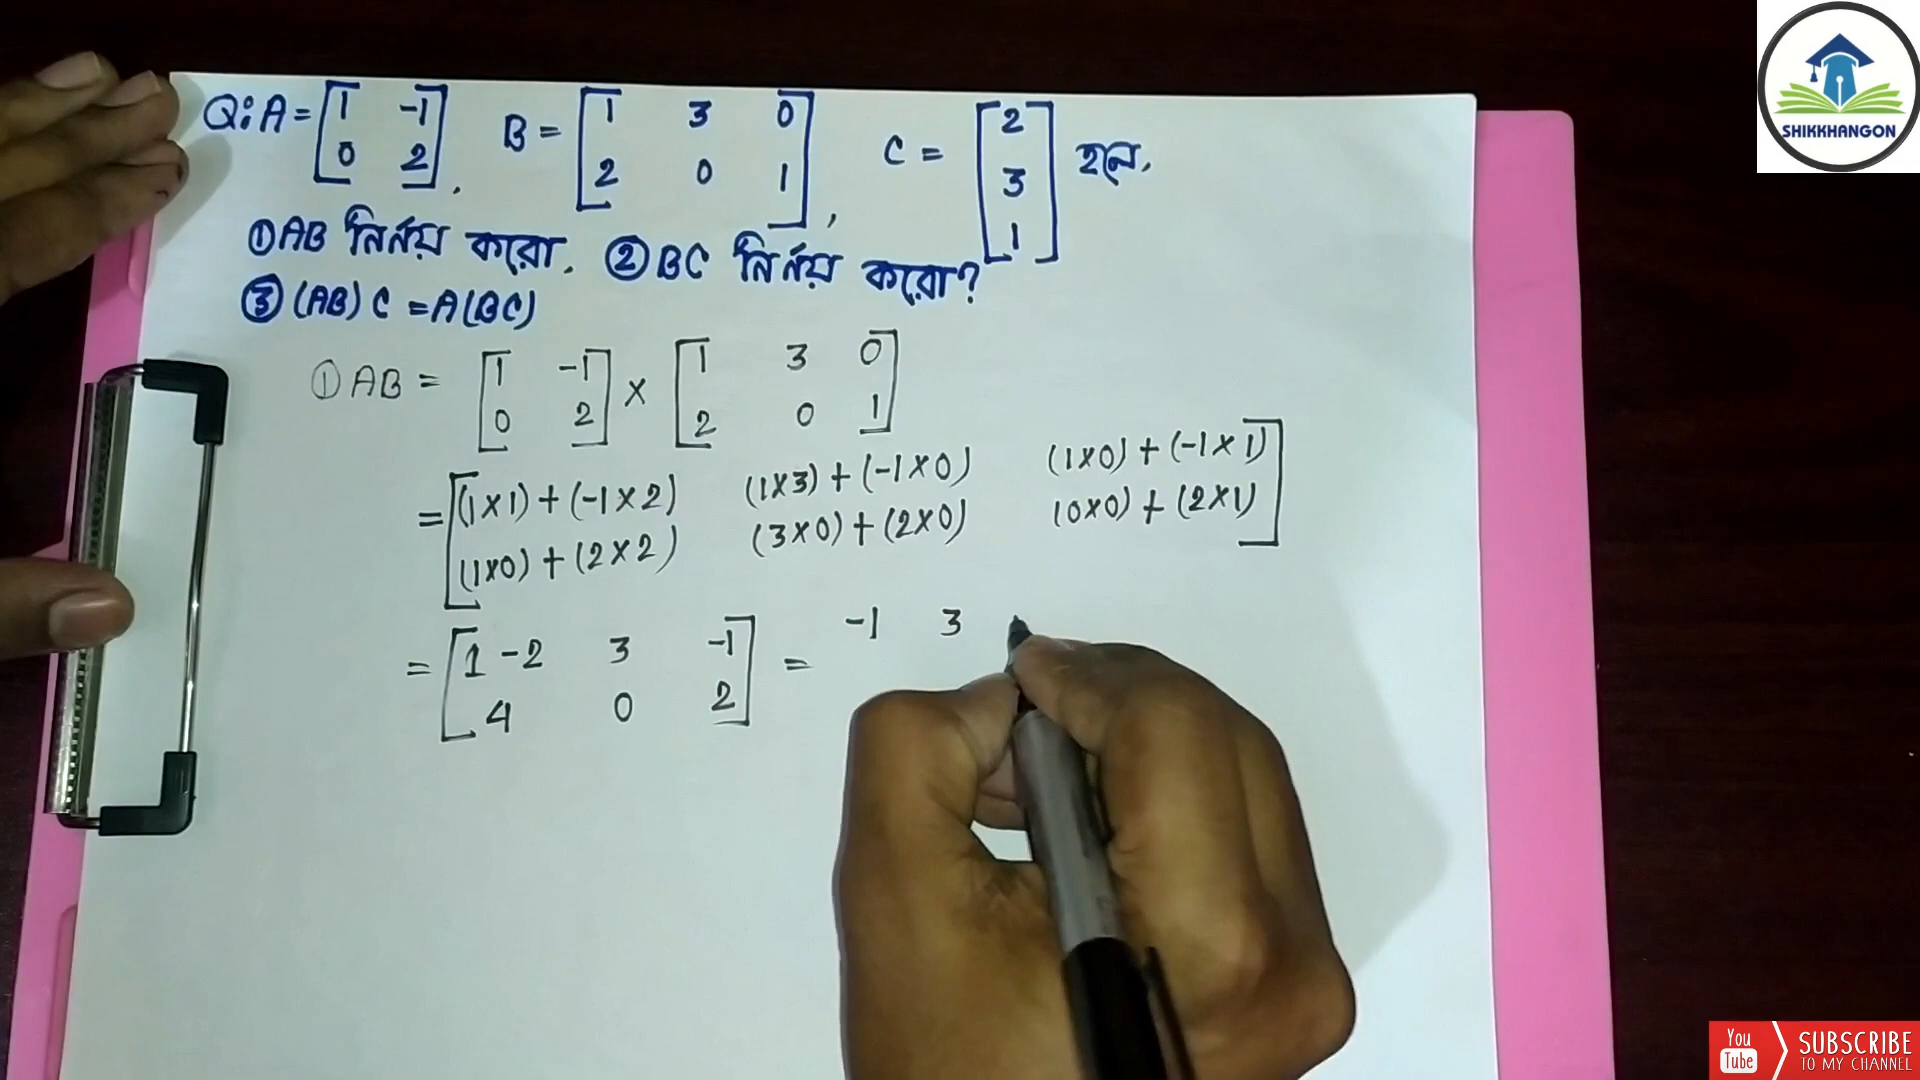 Q: A = [1 -1 0 2], B = [1 3 0 2 0 1], C = [2 3 1] হলে,
① AB নির্নয় করো. ② BC নির্নয় করো?
③ (AB) C = A(BC)
① AB = [1 -1 0 2] × [1 3 0 2 0 1]
= [(1×1) + (-1×2) (1×3) + (-1×0) (1×0) + (-1×1)
(1×0) + (2×2) (3×0) + (2×0) (0×0) + (2×1)]
= [1 -2 3 -1 = -1 3
4 0 2]
SHIKKHANGON
You Tube SUBSCRIBE
TO MY CHANNEL